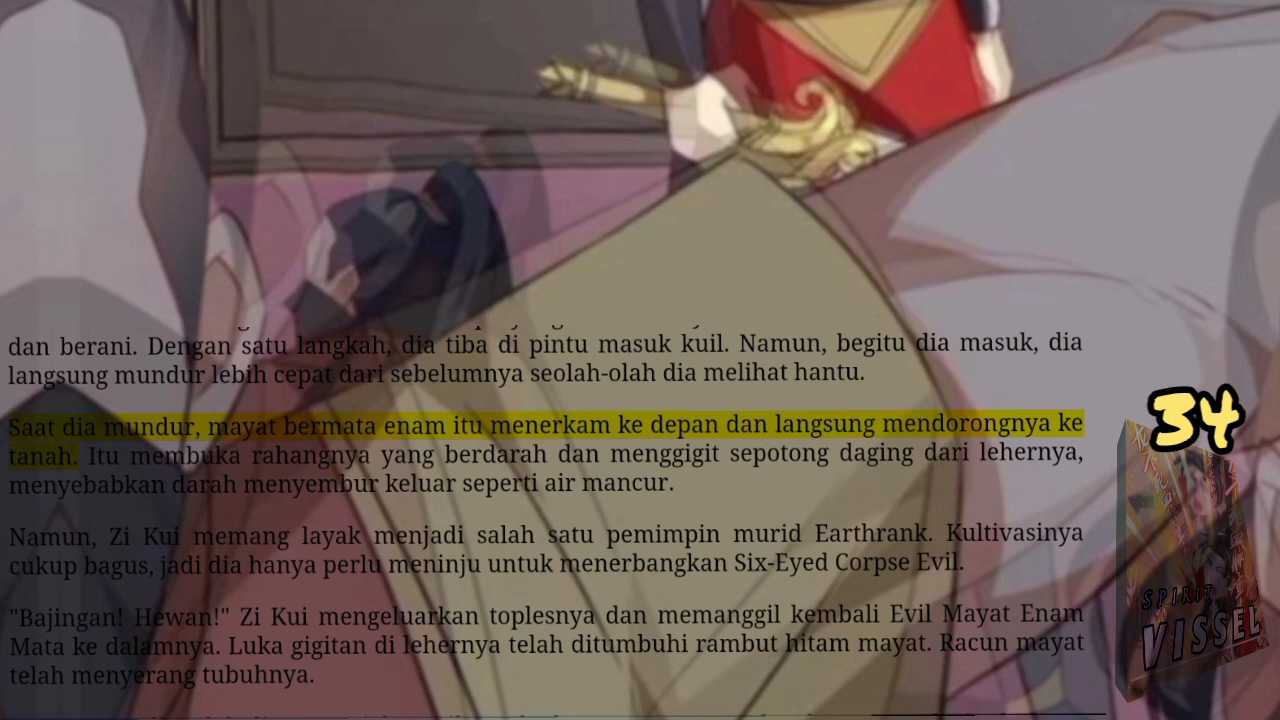 dan berani. Dengan satu langkah, dia tiba di pintu masuk kuil. Namun, begitu dia masuk, dia
langsung mundur lebih cepat dari sebelumnya seolah-olah dia melihat hantu.
Saat dia mundur, mayat bermata enam itu menerkam ke depan dan langsung mendorongnya ke
tanah. Itu membuka rahangnya yang berdarah dan menggigit sepotong daging dari lehernya,
menyebabkan darah menyembur keluar seperti air mancur.
Namun, Zi Kui memang layak menjadi salah satu pemimpin murid Earthrank. Kultivasinya
cukup bagus, jadi dia hanya perlu meninju untuk menerbangkan Six-Eyed Corpse Evil.
"Bajingan! Hewan!" Zi Kui mengeluarkan toplesnya dan memanggil kembali Evil Mayat Enam
Mata ke dalamnya. Luka gigitan di lehernya telah ditumbuhi rambut hitam mayat. Racun mayat
telah menyerang tubuhnya.
34
SPIRIT
VISSEL